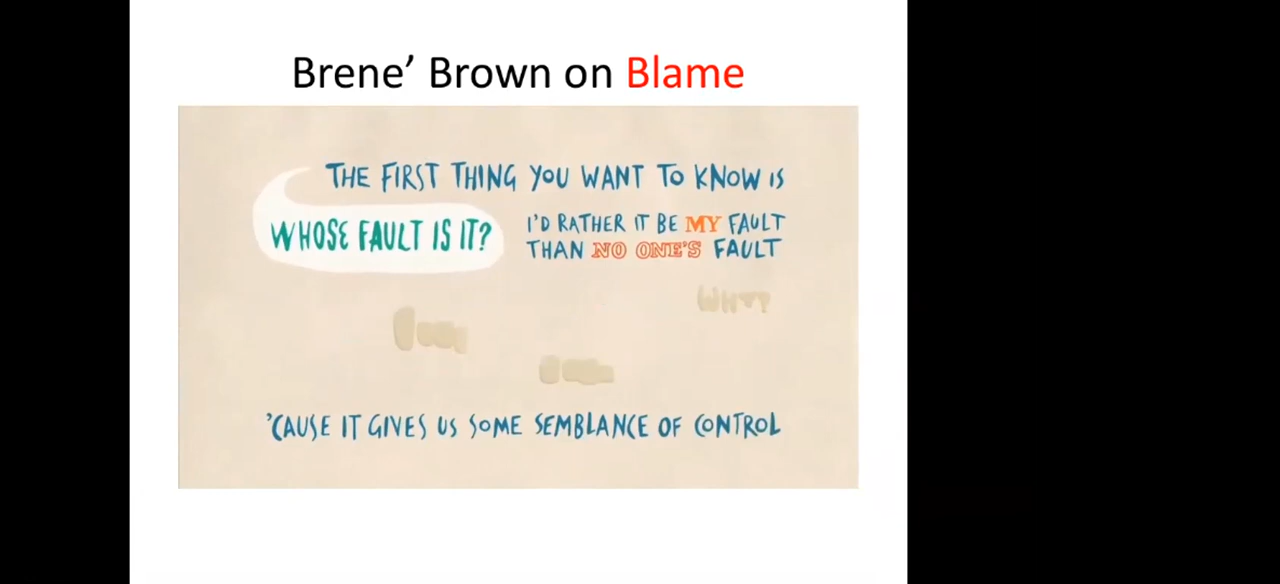 Brene’ Brown on Blame
THE FIRST THING YOU WANT TO KNOW IS
WHOSE FAULT IS IT?
I'D RATHER IT BE MY FAULT
THAN NO ONE'S FAULT
WHY?
'CAUSE IT GIVES US SOME SEMBLANCE OF CONTROL